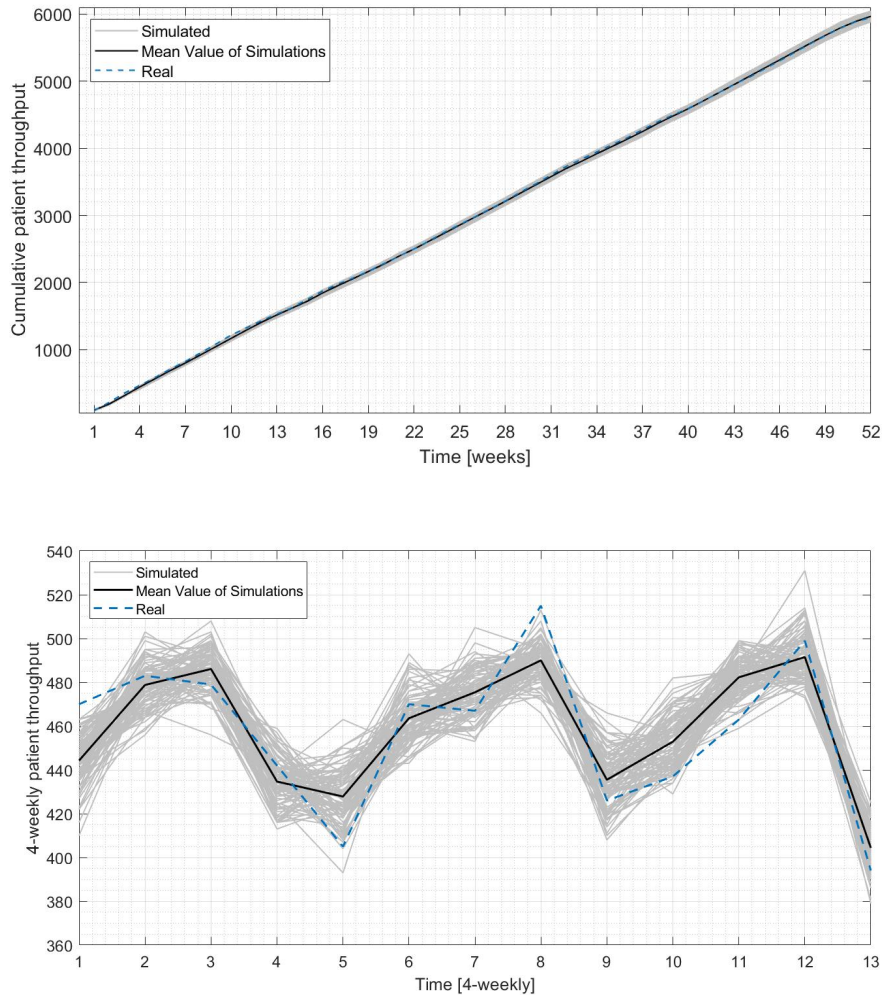 6000
5000
4000
3000
2000
1000
Cumulative patient throughput
Simulated
Mean Value of Simulations
Real
1 4 7 10 13 16 19 22 25 28 31 34 37 40 43 46 49 52
Time [weeks]
540
520
500
480
460
440
420
400
380
360
4-weekly patient throughput
Simulated
Mean Value of Simulations
Real
1 2 3 4 5 6 7 8 9 10 11 12 13
Time [4-weekly]